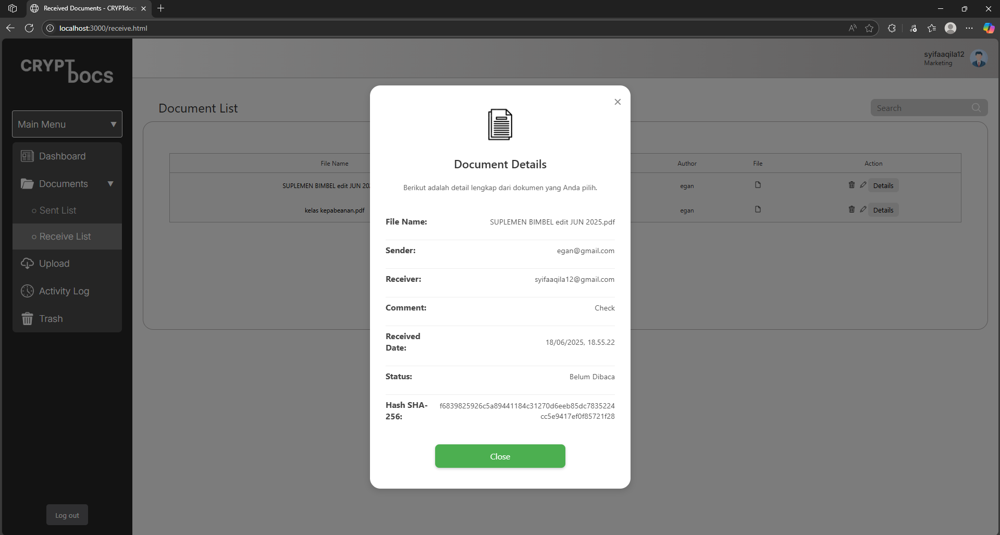 Received Documents - CRYPTdoc
localhost:3000/receive.html
CRYPT
DOCS
syifaaqila12
Marketing
Main Menu
Dashboard
Documents
Sent List
Receive List
Upload
Activity Log
Trash
Log out
Document List
Search
File Name
Author
File
Action
SUPLEMEN BIMBEL edit JUN 20
egan
Details
kelas kepabeanan.pdf
egan
Details
Document Details
Berikut adalah detail lengkap dari dokumen yang Anda pilih.
File Name: SUPLEMEN BIMBEL edit JUN 2025.pdf
Sender: egan@gmail.com
Receiver: syifaaqila12@gmail.com
Comment: Check
Received
Date: 18/06/2025, 18.55.22
Status: Belum Dibaca
Hash SHA- f6839825926c5a89441184c31270d6eeb85dc7835224
256: cc5e9417ef0f85721f28
Close